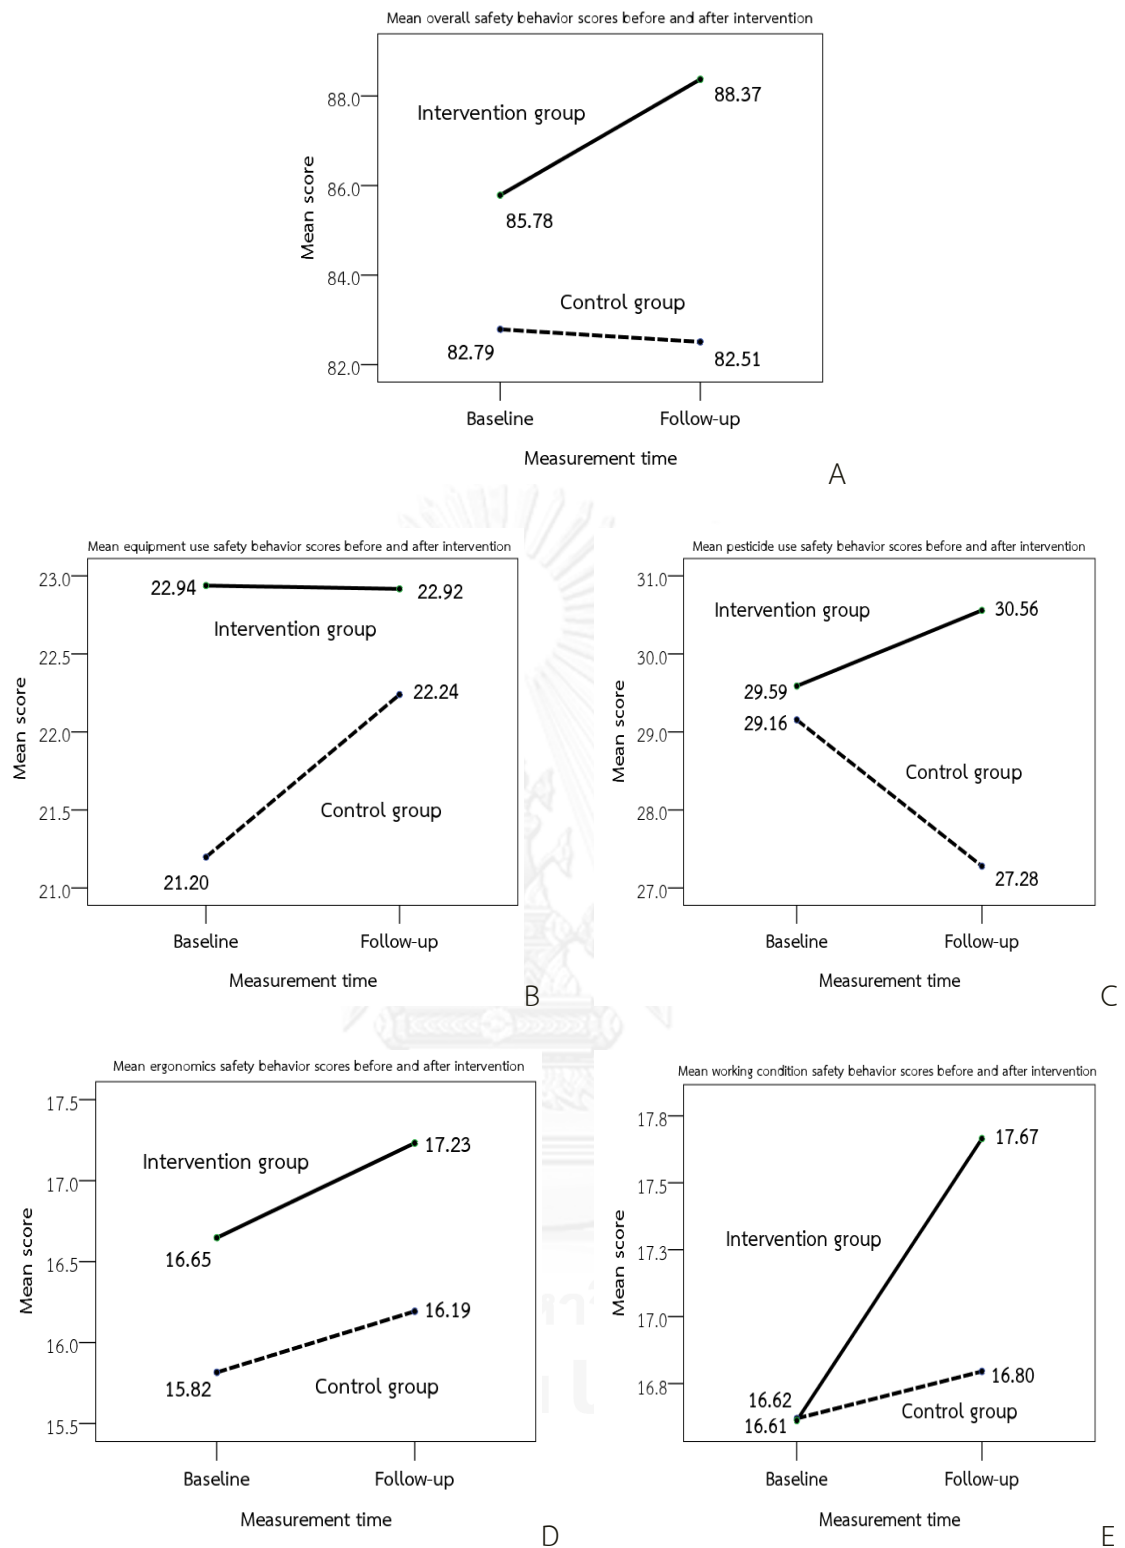 Mean overall safety behavior scores before and after intervention
88.0
86.0
84.0
82.0
Mean score
Intervention group
88.37
85.78
Control group
82.79
82.51
Baseline
Follow-up
Measurement time
A
Mean equipment use safety behavior scores before and after intervention
23.0
22.5
22.0
21.5
21.0
Mean score
22.94
22.92
Intervention group
22.24
Control group
21.20
Baseline
Follow-up
Measurement time
B
Mean pesticide use safety behavior scores before and after intervention
31.0
30.0
29.0
28.0
27.0
Mean score
Intervention group
30.56
29.59
29.16
Control group
27.28
Baseline
Follow-up
Measurement time
C
Mean ergonomics safety behavior scores before and after intervention
17.5
17.0
16.5
16.0
15.5
Mean score
Intervention group
17.23
16.65
16.19
15.82
Control group
Baseline
Follow-up
Measurement time
D
Mean working condition safety behavior scores before and after intervention
17.8
17.5
17.3
17.0
16.8
Mean score
17.67
Intervention group
16.62
16.61
16.80
Control group
Baseline
Follow-up
Measurement time
E